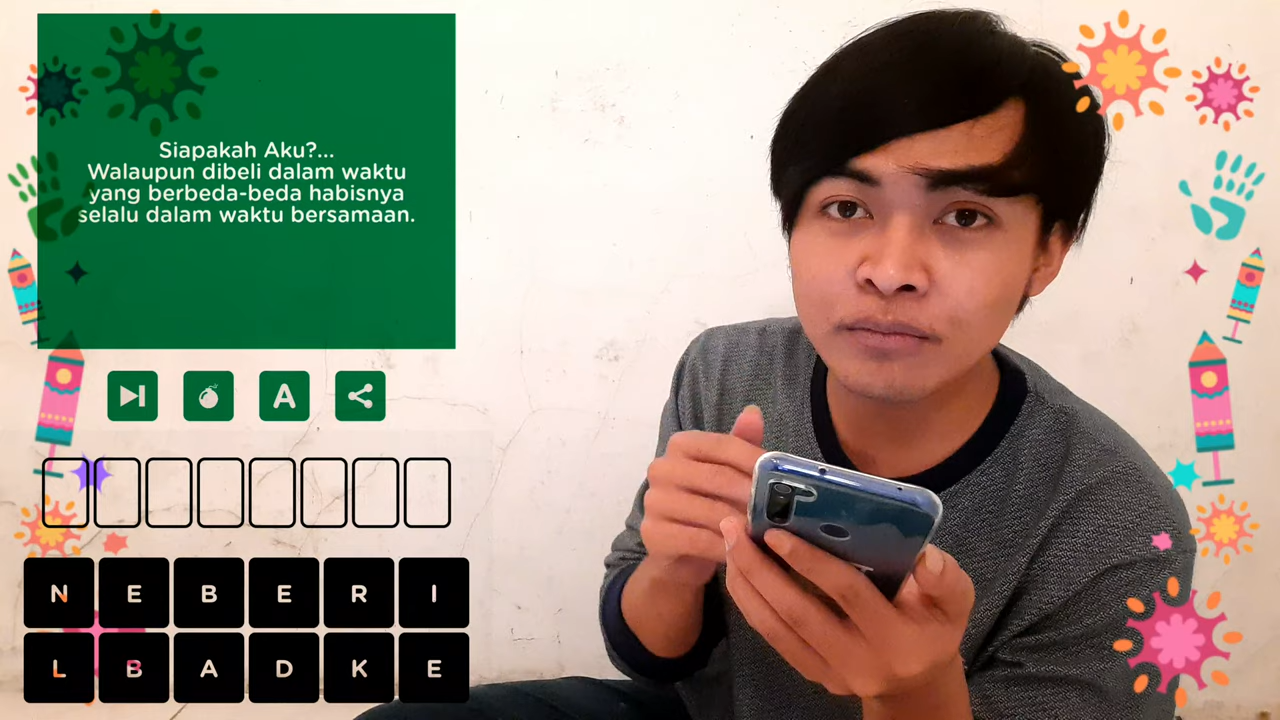 Siapakah Aku?...
Walaupun dibeli dalam waktu
yang berbeda-beda habisnya
selalu dalam waktu bersamaan.
A
N E B E R I
L B A D K E